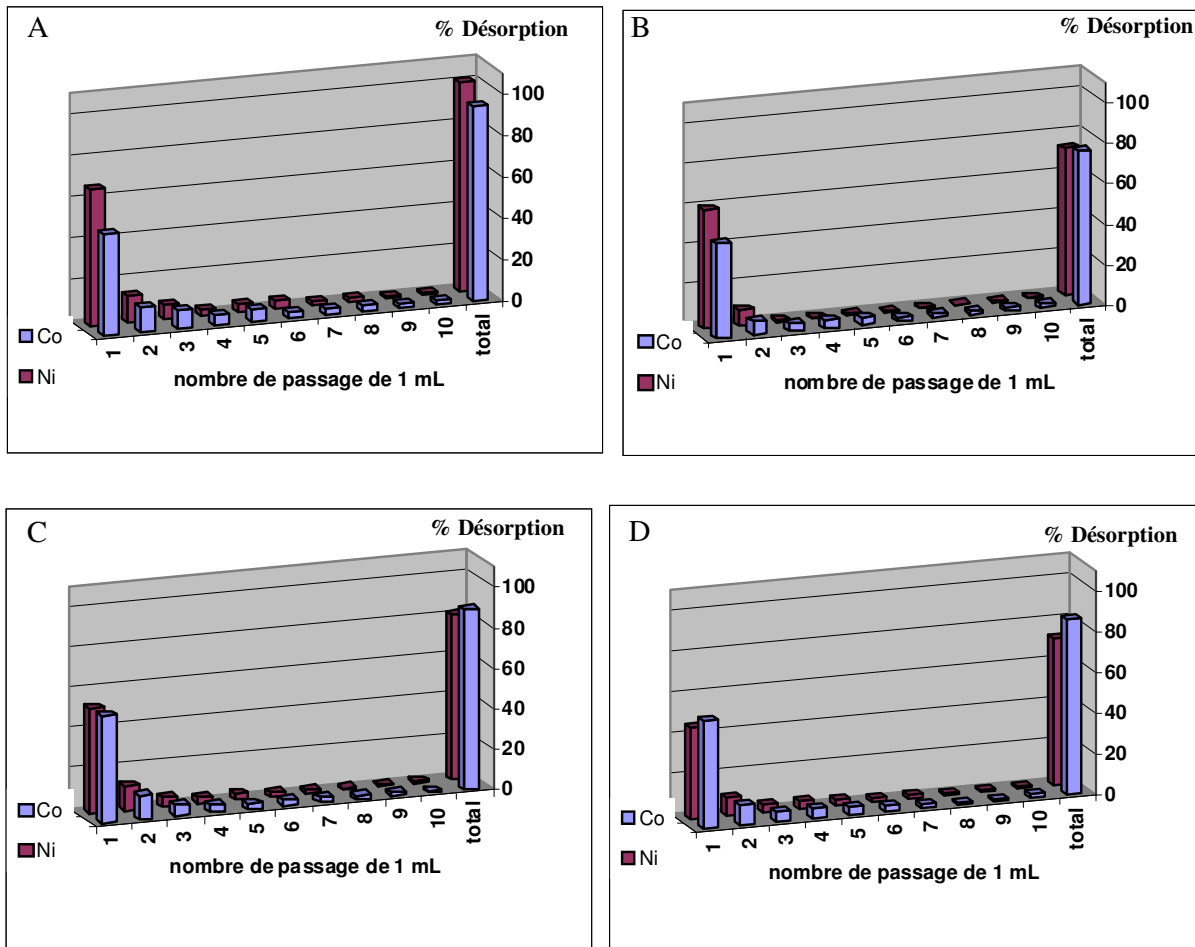 A
% Désorption
100
80
60
40
20
0
Co
Ni
1 2 3 4 5 6 7 8 9 10 total
nombre de passage de 1 mL
B
% Désorption
100
80
60
40
20
0
Co
Ni
1 2 3 4 5 6 7 8 9 10 total
nombre de passage de 1 mL
C
% Désorption
100
80
60
40
20
0
Co
Ni
1 2 3 4 5 6 7 8 9 10 total
nombre de passage de 1 mL
D
% Désorption
100
80
60
40
20
0
Co
Ni
1 2 3 4 5 6 7 8 9 10 total
nombre de passage de 1 mL